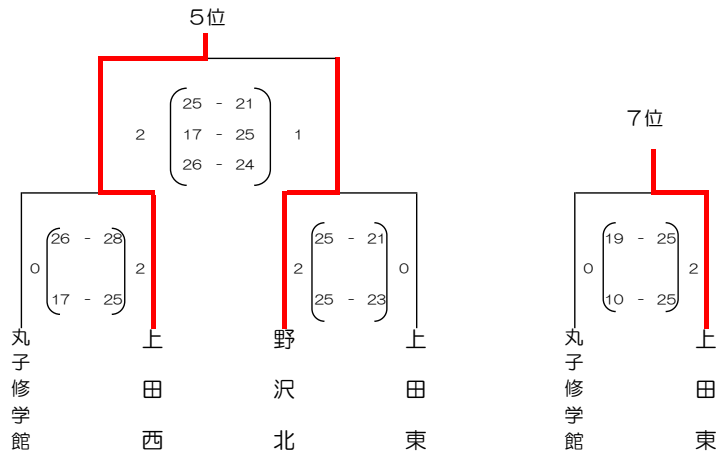 5位
2 25 - 21 1
17 - 25
26 - 24
7位
0 26 - 28 2
17 - 25
2 25 - 21 0
25 - 23
0 19 - 25 2
10 - 25
丸子修学館
上田西
野沢北
上田東
丸子修学館
上田東